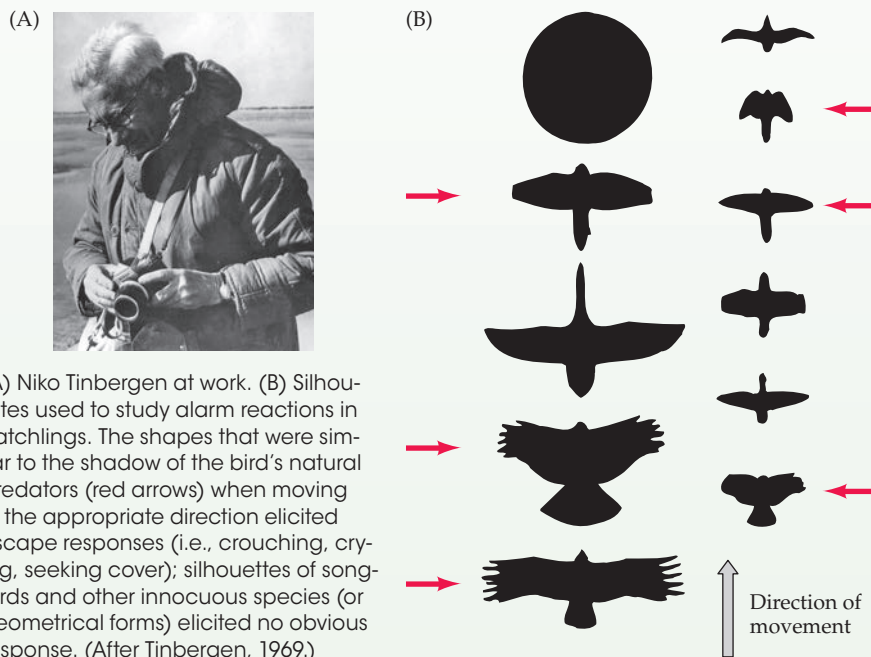 (A)
(B)
A) Niko Tinbergen at work. (B) Silhou-
tes used to study alarm reactions in
atchlings. The shapes that were sim-
ar to the shadow of the bird's natural
redators (red arrows) when moving
the appropriate direction elicited
scape responses (i.e., crouching, cry-
g, seeking cover); silhouettes of song-
rds and other innocuous species (or
eometrical forms) elicited no obvious
sponse. (After Tinbergen, 1969.)
Direction of
movement